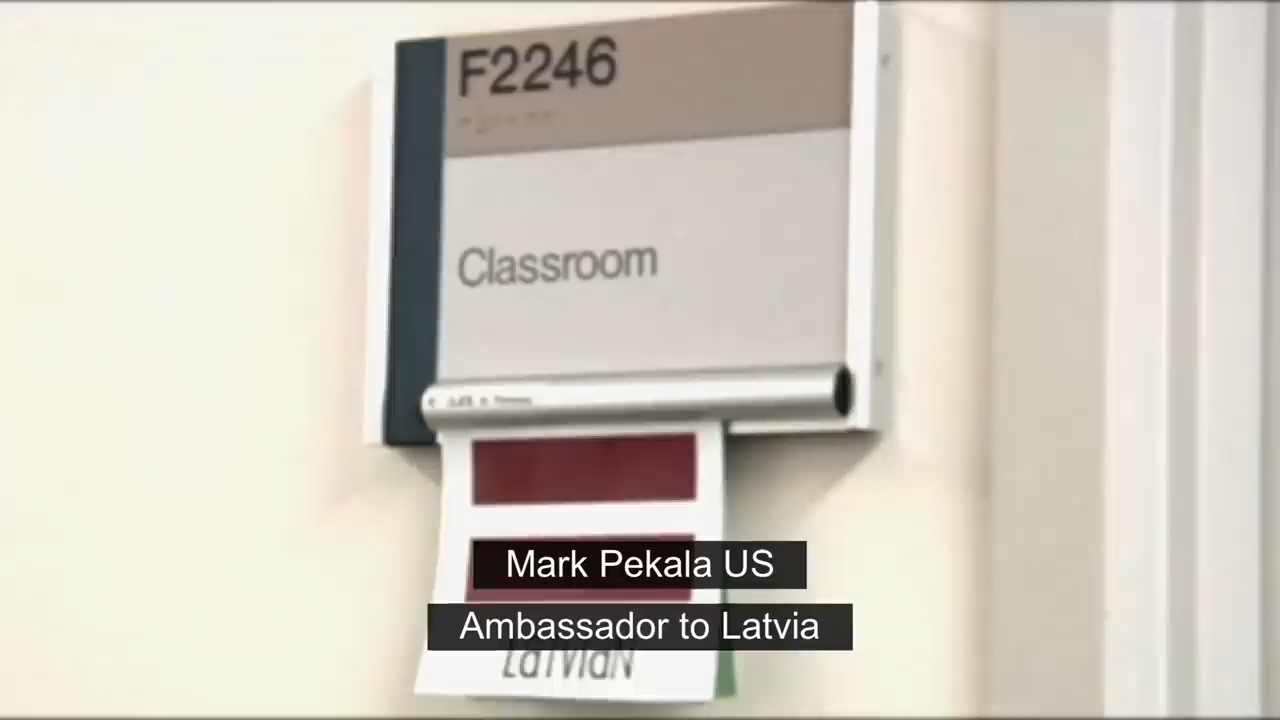 F2246
Classroom
Mark Pekala US
Ambassador to Latvia
LaTVIaN